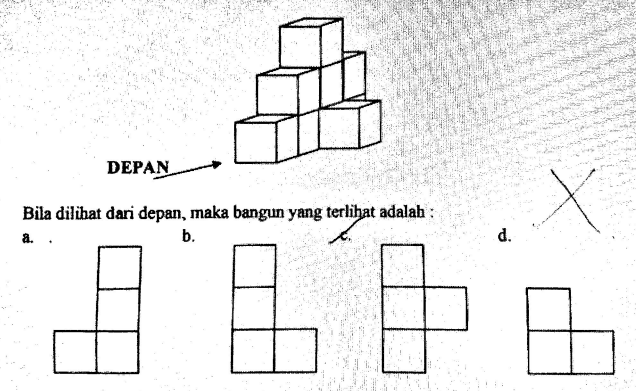 DEPAN
Bila dilihat dari depan, maka bangun yang terlihat adalah :
a. b. c. d.